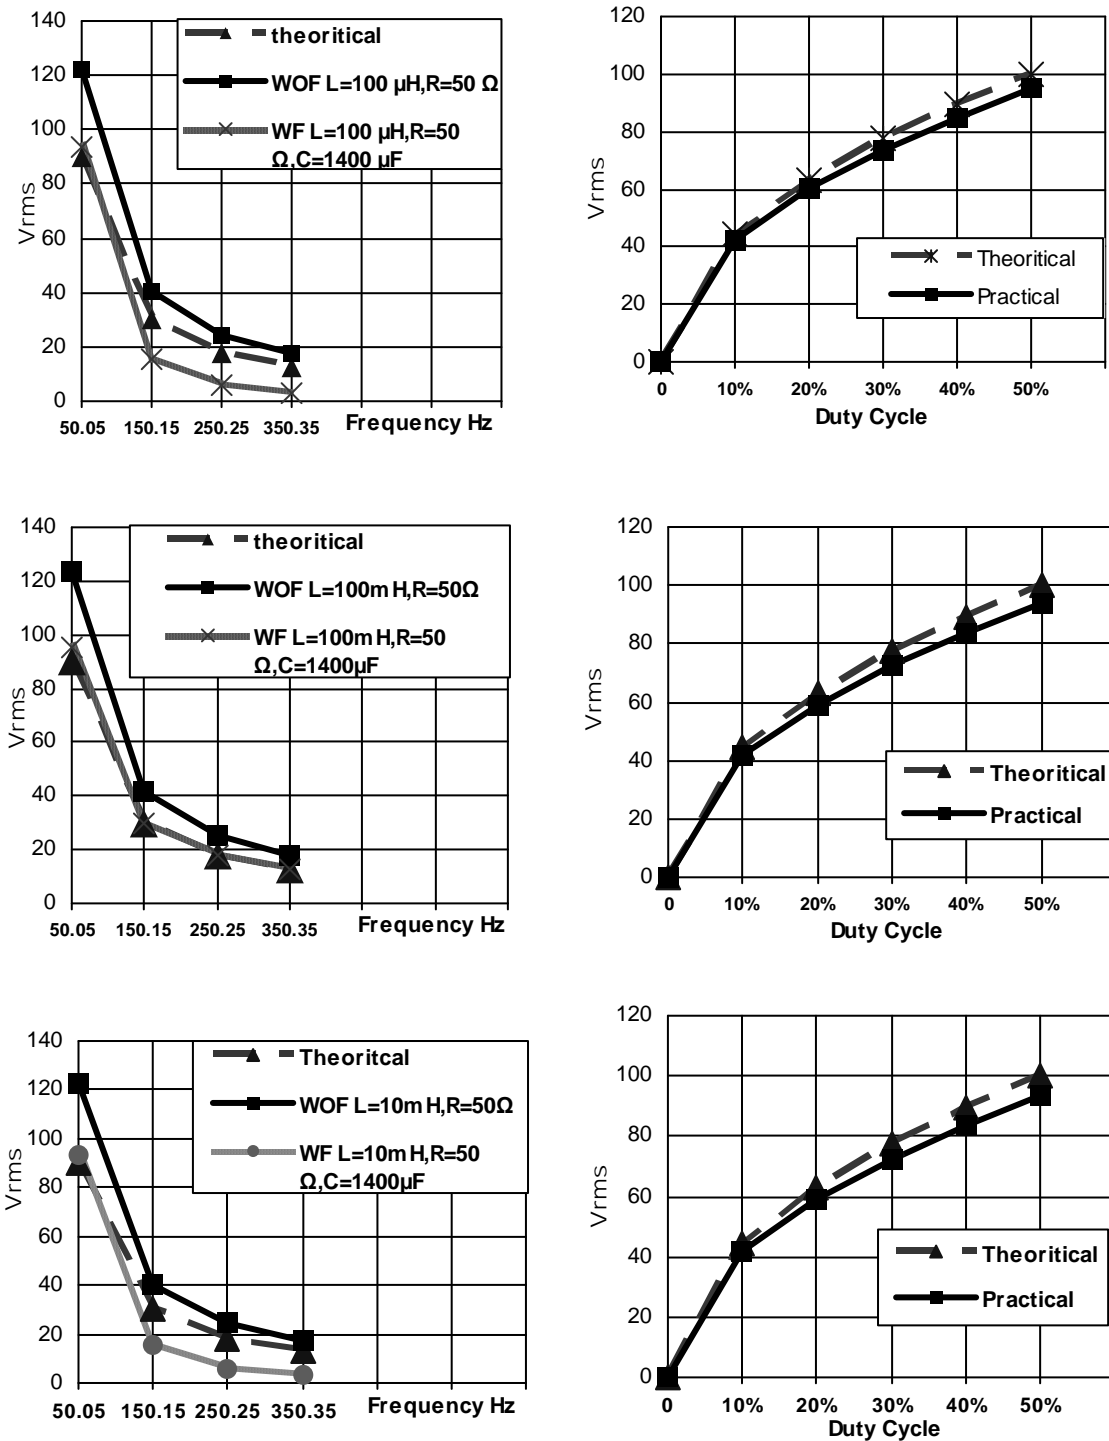 140
120
100
80
60
40
20
0
Vrms
theoritical
WOF L=100 µH,R=50 Ω
WF L=100 µH,R=50
Ω,C=1400 µF
50.05 150.15 250.25 350.35 Frequency Hz
120
100
80
60
40
20
0
Vrms
Theoritical
Practical
0 10% 20% 30% 40% 50%
Duty Cycle
140
120
100
80
60
40
20
0
Vrms
theoritical
WOF L=100mH,R=50Ω
WF L=100mH,R=50
Ω,C=1400µF
50.05 150.15 250.25 350.35 Frequency Hz
120
100
80
60
40
20
0
Vrms
Theoritical
Practical
0 10% 20% 30% 40% 50%
Duty Cycle
140
120
100
80
60
40
20
0
Vrms
Theoritcal
WOF L=10mH,R=50Ω
WF L=10mH,R=50
Ω,C=1400µF
50.05 150.15 250.25 350.35 Frequency Hz
120
100
80
60
40
20
0
Vrms
Theoritical
Practical
0 10% 20% 30% 40% 50%
Duty Cycle